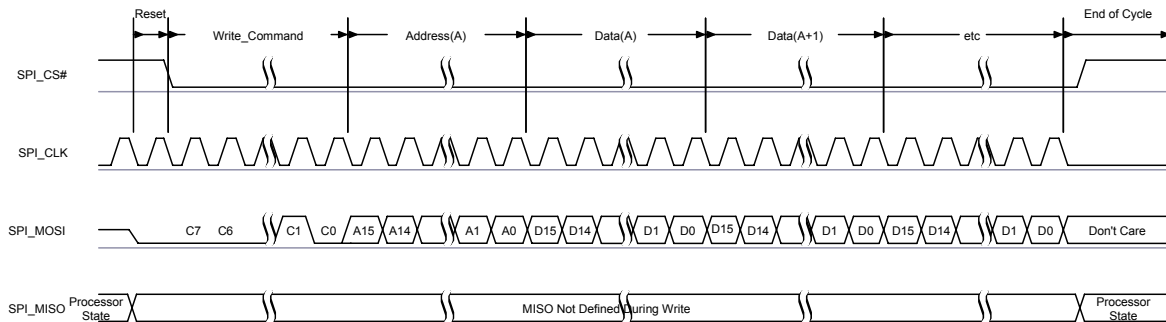 Reset
End of Cycle
Write_Command Address(A) Data(A) Data(A+1) etc
SPI_CS#
SPI_CLK
SPI_MOSI C7 C6 C1 C0 A15 A14 A1 A0 D15 D14 D1 D0 D15 D14 D1 D0 D15 D14 D1 D0 Don't Care
SPI_MISO Processor State MISO Not Defined During Write Processor State